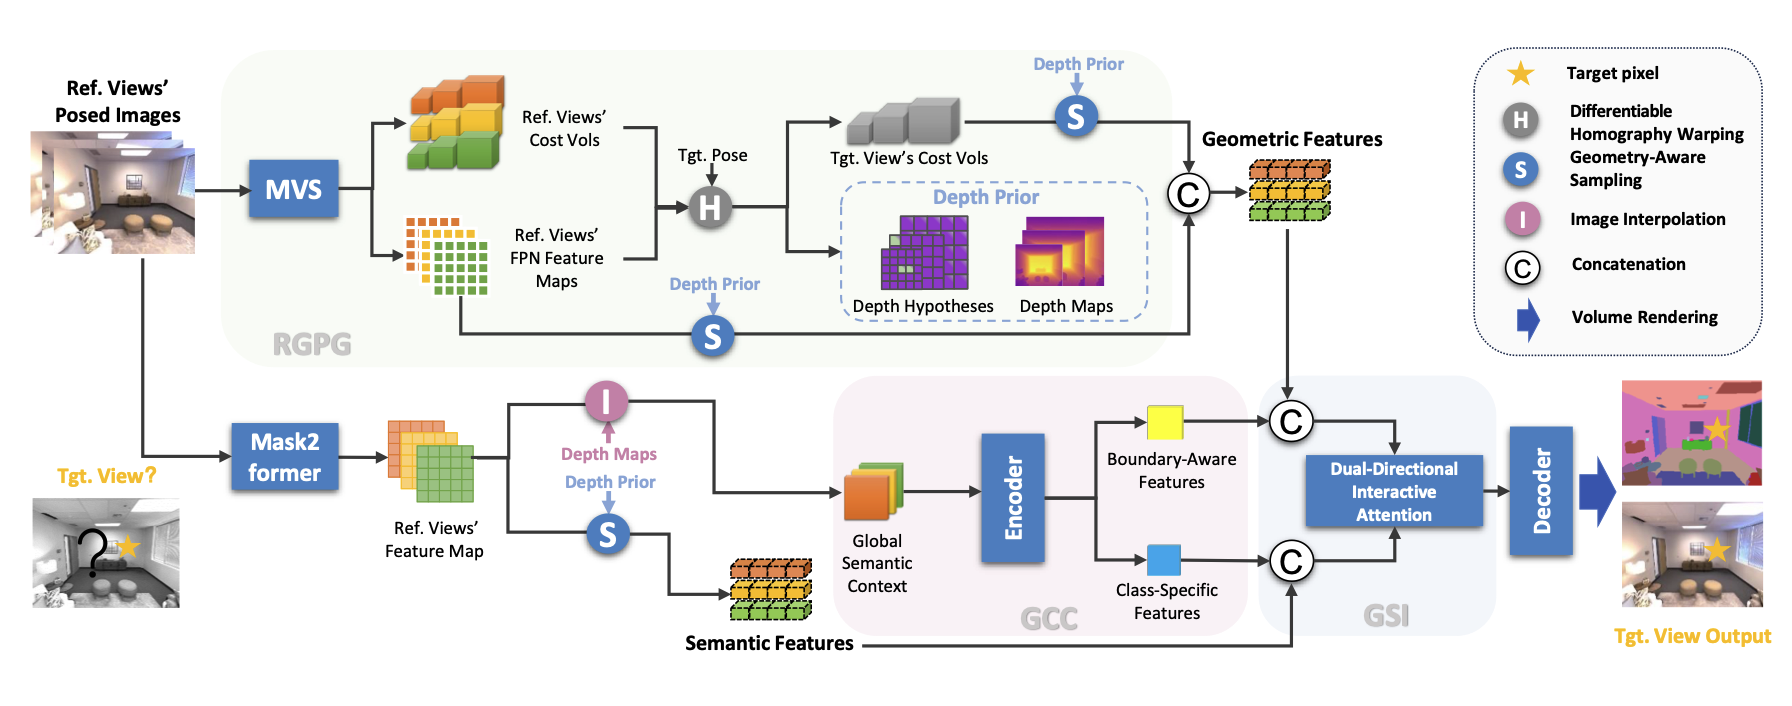 Ref. Views’
Posed Images
MVS
Ref. Views’
Cost Vols
Ref. Views’
FPN Feature
Maps
Tgt. Pose
H
Depth Prior
S
Tgt. View’s Cost Vols
Depth Prior
Depth Hypotheses
Depth Maps
Depth Prior
S
RGPG
C
Geometric Features
Target pixel
H
Differentiable
Homography Warping
S
Geometry-Aware
Sampling
I
Image Interpolation
C
Concatenation
Volume Rendering
Tgt. View?
?
Mask2
former
Ref. Views’
Feature Map
I
Depth Maps
Depth Prior
S
Semantic Features
Global
Semantic
Context
Encoder
Boundary-Aware
Features
Class-Specific
Features
GCC
C
C
Dual-Directional
Interactive
Attention
GSI
Decoder
Tgt. View Output